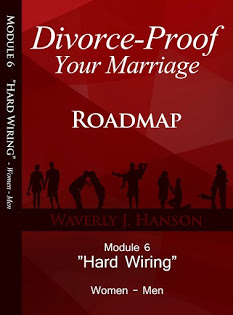 Module 6 "Hard Wiring" - Women - Men
Divorce-Proof
Your Marriage
Roadmap
Waverly J. Hanson
Module 6
"Hard Wiring"
Women - Men